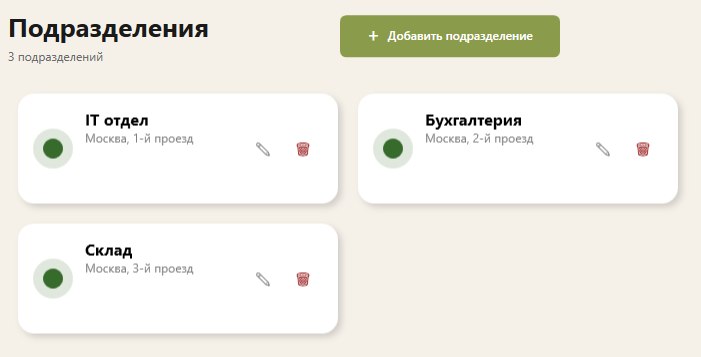 Подразделения
3 подразделений
+ Добавить подразделение
IT отдел
Москва, 1-й проезд
Бухгалтерия
Москва, 2-й проезд
Склад
Москва, 3-й проезд